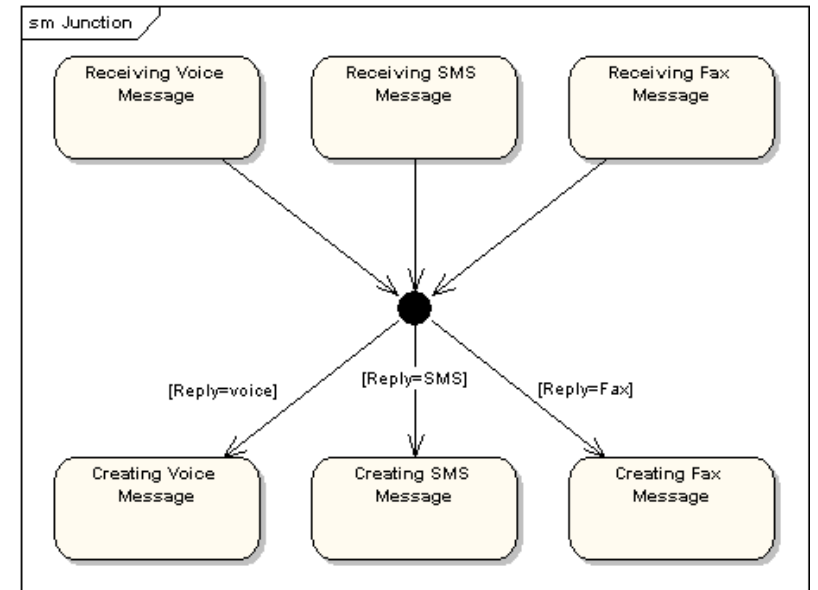 sm Junction
Receiving Voice
Message
Receiving SMS
Message
Receiving Fax
Message
[Reply=voice]
[Reply=SMS]
[Reply=Fax]
Creating Voice
Message
Creating SMS
Message
Creating Fax
Message